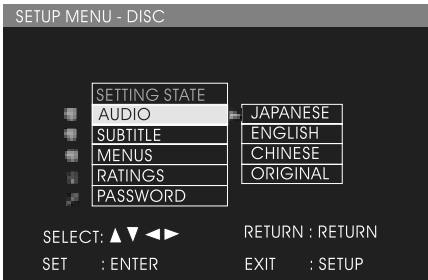 SETUP MENU - DISC
SETTING STATE
AUDIO
JAPANESE
SUBTITLE
ENGLISH
MENUS
CHINESE
RATINGS
ORIGINAL
PASSWORD
SELECT: ▲▼◄► RETURN : RETURN
SET : ENTER EXIT : SETUP